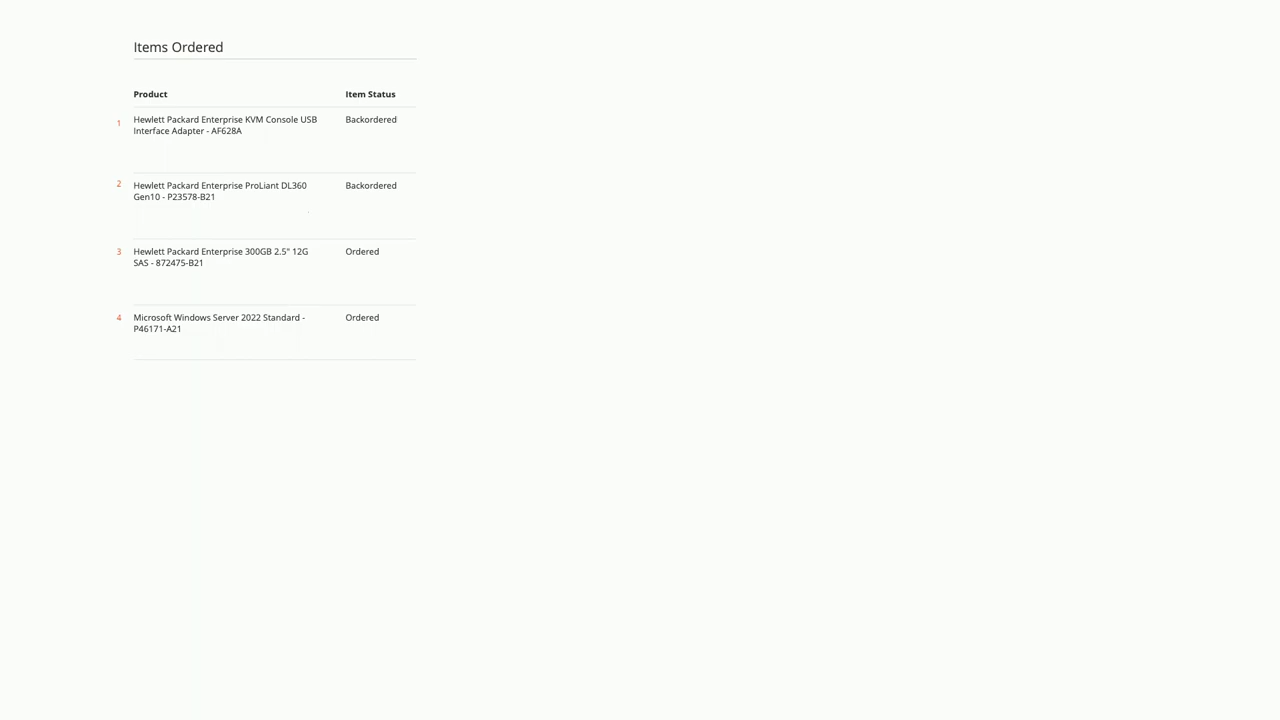 Items Ordered
Product Item Status
1 Hewlett Packard Enterprise KVM Console USB Backordered
Interface Adapter - AF628A
2 Hewlett Packard Enterprise ProLiant DL360 Backordered
Gen10 - P23578-B21
3 Hewlett Packard Enterprise 300GB 2.5" 12G Ordered
SAS - 872475-B21
4 Microsoft Windows Server 2022 Standard - Ordered
P46171-A21